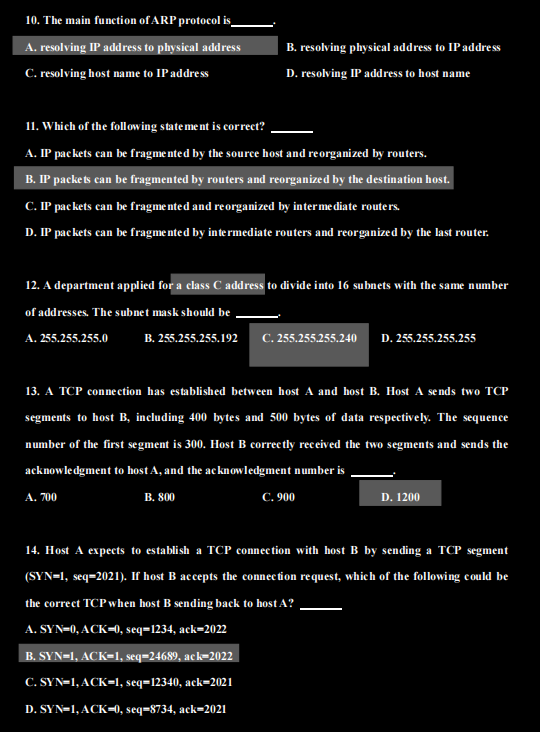 10. The main function of ARP protocol is______.
A. resolving IP address to physical address B. resolving physical address to IP address
C. resolving host name to IP address D. resolving IP address to host name
11. Which of the following statement is correct? ______
A. IP packets can be fragmented by the source host and reorganized by routers.
B. IP packets can be fragmented by routers and reorganized by the destination host.
C. IP packets can be fragmented and reorganized by intermediate routers.
D. IP packets can be fragmented by intermediate routers and reorganized by the last router.
12. A department applied for a class C address to divide into 16 subnets with the same number
of addresses. The subnet mask should be ______.
A. 255.255.255.0 B. 255.255.255.192 C. 255.255.255.240 D. 255.255.255.255
13. A TCP connection has established between host A and host B. Host A sends two TCP
segments to host B, including 400 bytes and 500 bytes of data respectively. The sequence
number of the first segment is 300. Host B correctly received the two segments and sends the
acknowledgment to host A, and the acknowledgment number is ______.
A. 700 B. 800 C. 900 D. 1200
14. Host A expects to establish a TCP connection with host B by sending a TCP segment
(SYN=1, seq=2021). If host B accepts the connection request, which of the following could be
the correct TCP when host B sending back to host A? ______
A. SYN=0, ACK=0, seq=1234, ack=2022
B. SYN=1, ACK=1, seq=24689, ack=2022
C. SYN=1, ACK=1, seq=12340, ack=2021
D. SYN=1, ACK=0, seq=8734, ack=2021